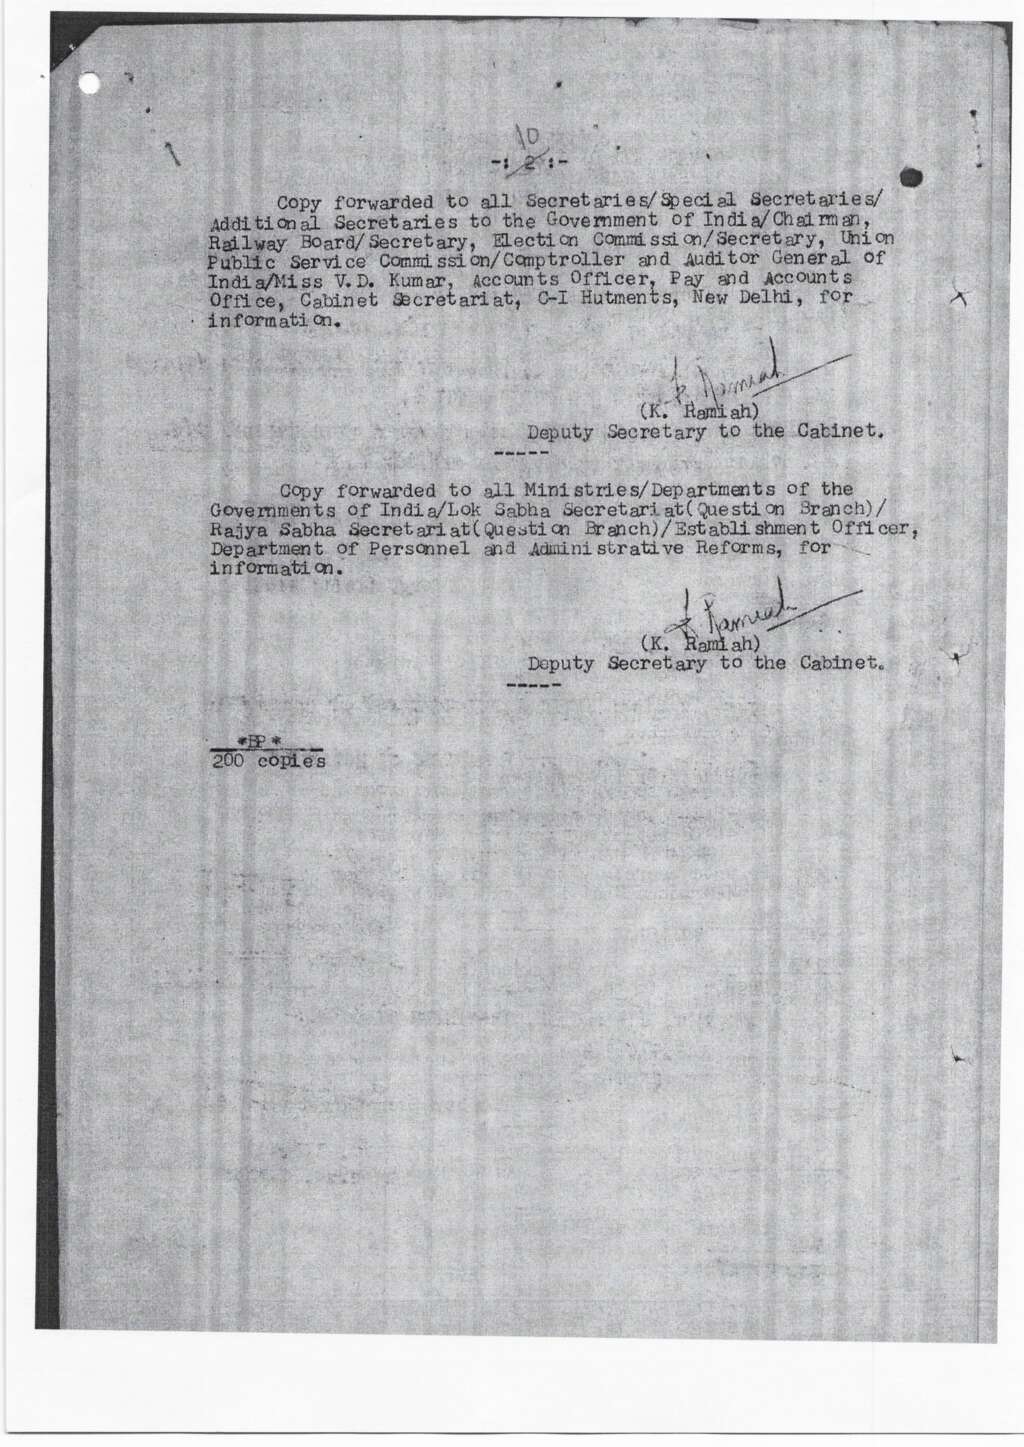 10
-: 2 :-
Copy forwarded to all Secretaries/Special Secretaries/
Additional Secretaries to the Government of India/Chairman,
Railway Board/Secretary, Election Commission/Secretary, Union
Public Service Commission/Comptroller and Auditor General of
India/Miss V.D. Kumar, Accounts Officer, Pay and Accounts
Office, Cabinet Secretariat, C-I Hutments, New Delhi, for
information.
K. Ramiah
(K. Ramiah)
Deputy Secretary to the Cabinet.
-----
Copy forwarded to all Ministries/Departments of the
Governments of India/Lok Sabha Secretariat(Question Branch)/
Rajya Sabha Secretariat(Question Branch)/Establishment Officer,
Department of Personnel and Administrative Reforms, for
information.
K. Ramiah
(K. Ramiah)
Deputy Secretary to the Cabinet.
-----
*BP*
200 copies